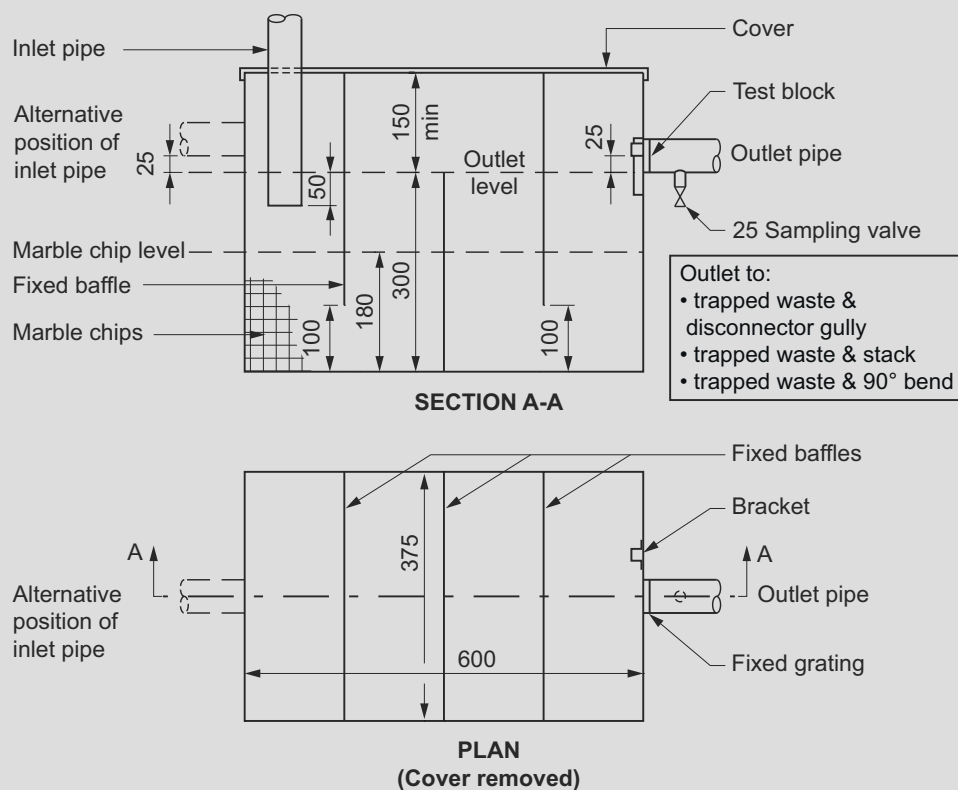 Inlet pipe
Cover
Alternative
position of
inlet pipe
25
150
min
50
Outlet
level
25
Test block
Outlet pipe
25 Sampling valve
Marble chip level
Fixed baffle
Marble chips
100
180
300
100
Outlet to:
• trapped waste &
disconnector gully
• trapped waste & stack
• trapped waste & 90° bend
SECTION A-A
Fixed baffles
Bracket
A
A
375
Alternative
position of
inlet pipe
Outlet pipe
600
Fixed grating
PLAN
(Cover removed)